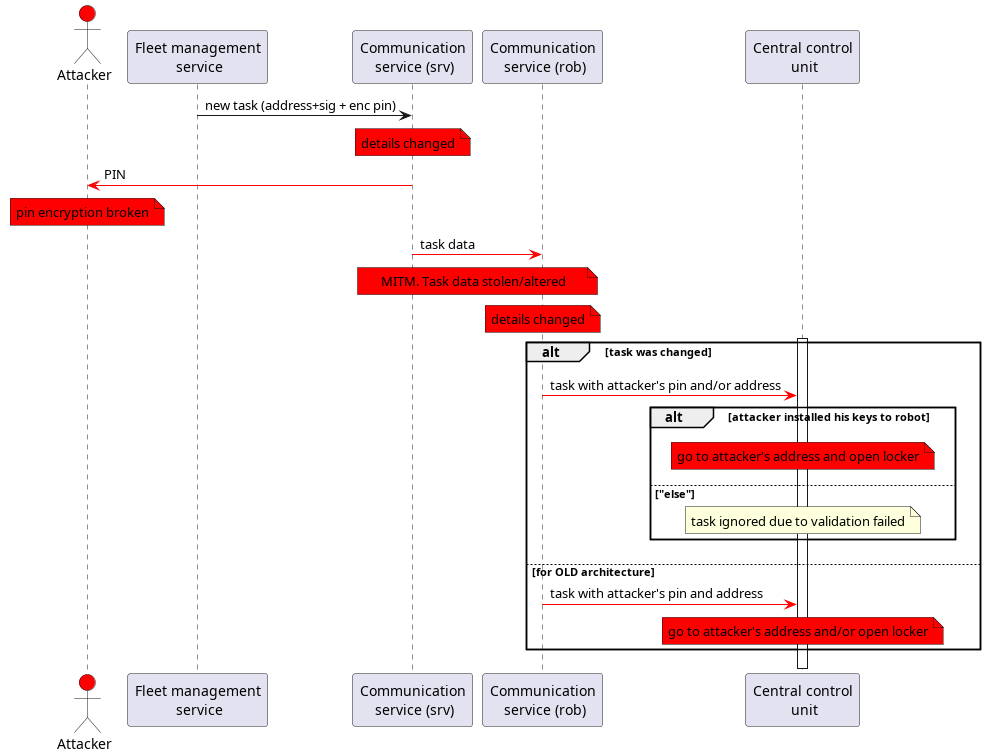 Attacker
Fleet management
service
Communication
service (srv)
Communication
service (rob)
Central control
unit
new task (address+sig + enc pin)
details changed
PIN
pin encryption broken
task data
MITM. Task data stolen/altered
details changed
alt [task was changed]
task with attacker's pin and/or address
alt [attacker installed his keys to robot]
go to attacker's address and open locker
["else"]
task ignored due to validation failed
[for OLD architecture]
task with attacker's pin and address
go to attacker's address and/or open locker
Attacker
Fleet management
service
Communication
service (srv)
Communication
service (rob)
Central control
unit